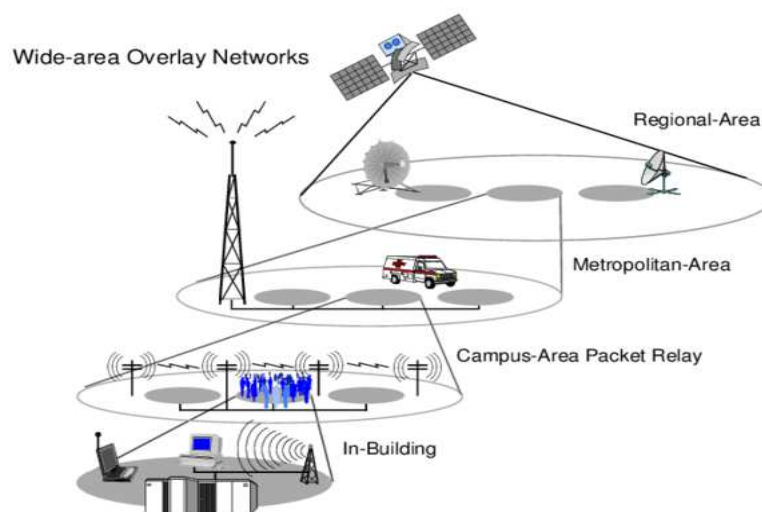 Wide-area Overlay Networks
Regional-Area
Metropolitan-Area
Campus-Area Packet Relay
In-Building